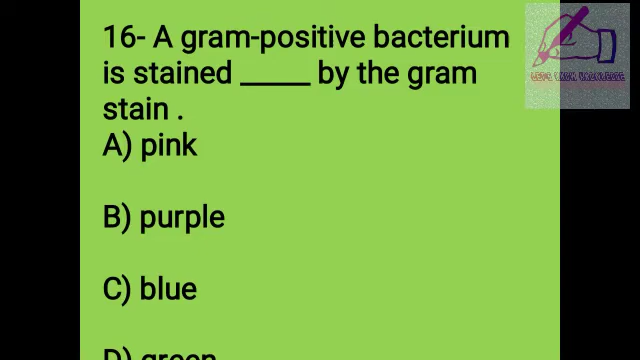 16- A gram-positive bacterium
is stained _____ by the gram
stain .
A) pink
B) purple
C) blue
D) green